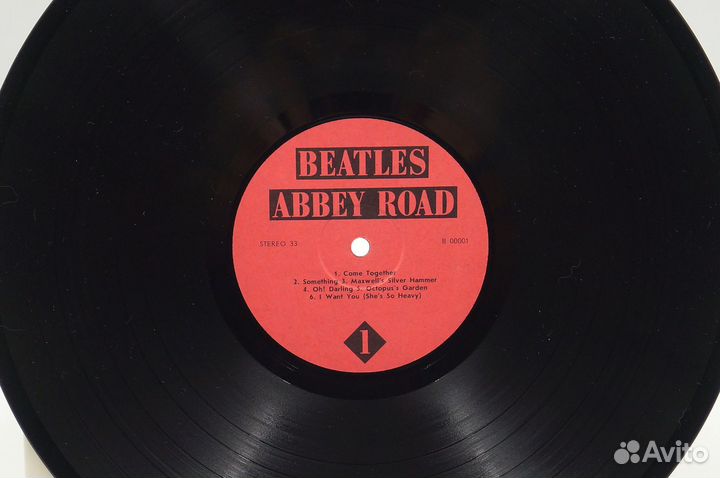 BEATLES
ABBEY ROAD
STEREO 33 II 00001
1. Come Together
2. Something 3. Maxwell's Silver Hammer
4. Oh! Darling 5. Octopus's Garden
6. I Want You (She's So Heavy)
1
Avito